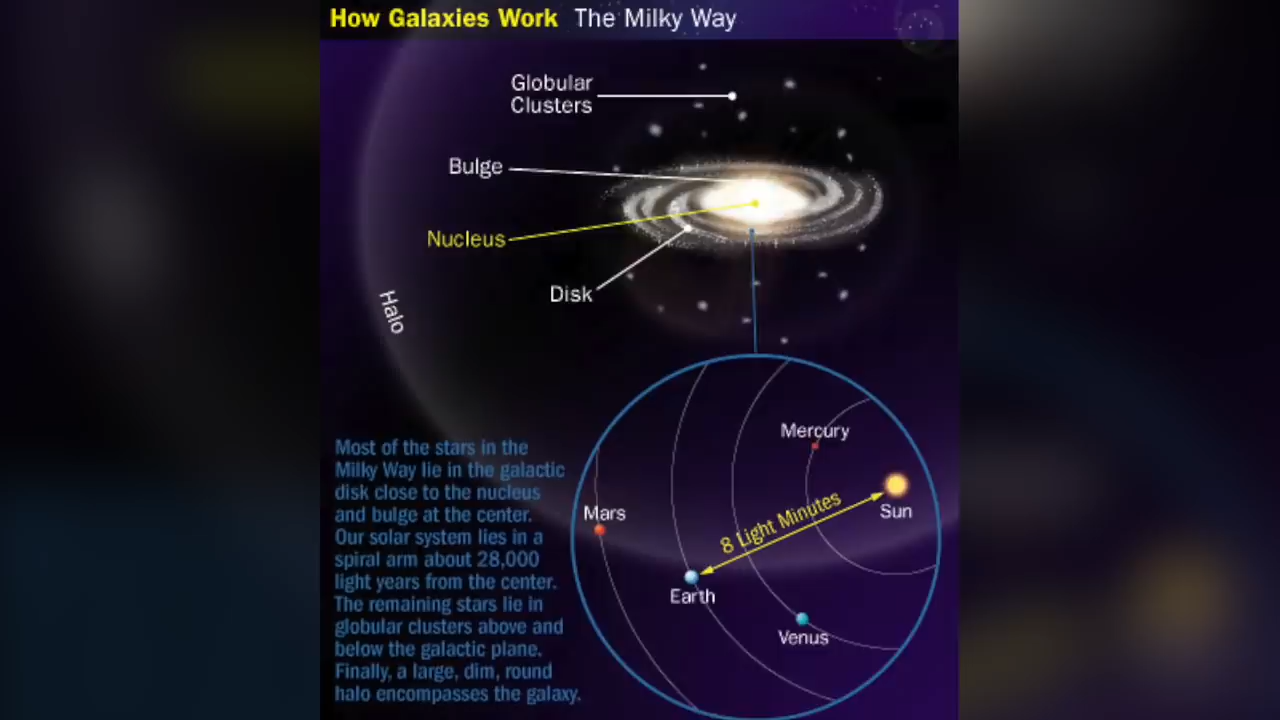 How Galaxies Work The Milky Way
Globular
Clusters
Bulge
Nucleus
Disk
Halo
Mercury
Sun
8 Light Minutes
Mars
Earth
Venus
Most of the stars in the
Milky Way lie in the galactic
disk close to the nucleus
and bulge at the center.
Our solar system lies in a
spiral arm about 28,000
light years from the center.
The remaining stars lie in
globular clusters above and
below the galactic plane.
Finally, a large, dim, round
halo encompasses the galaxy.